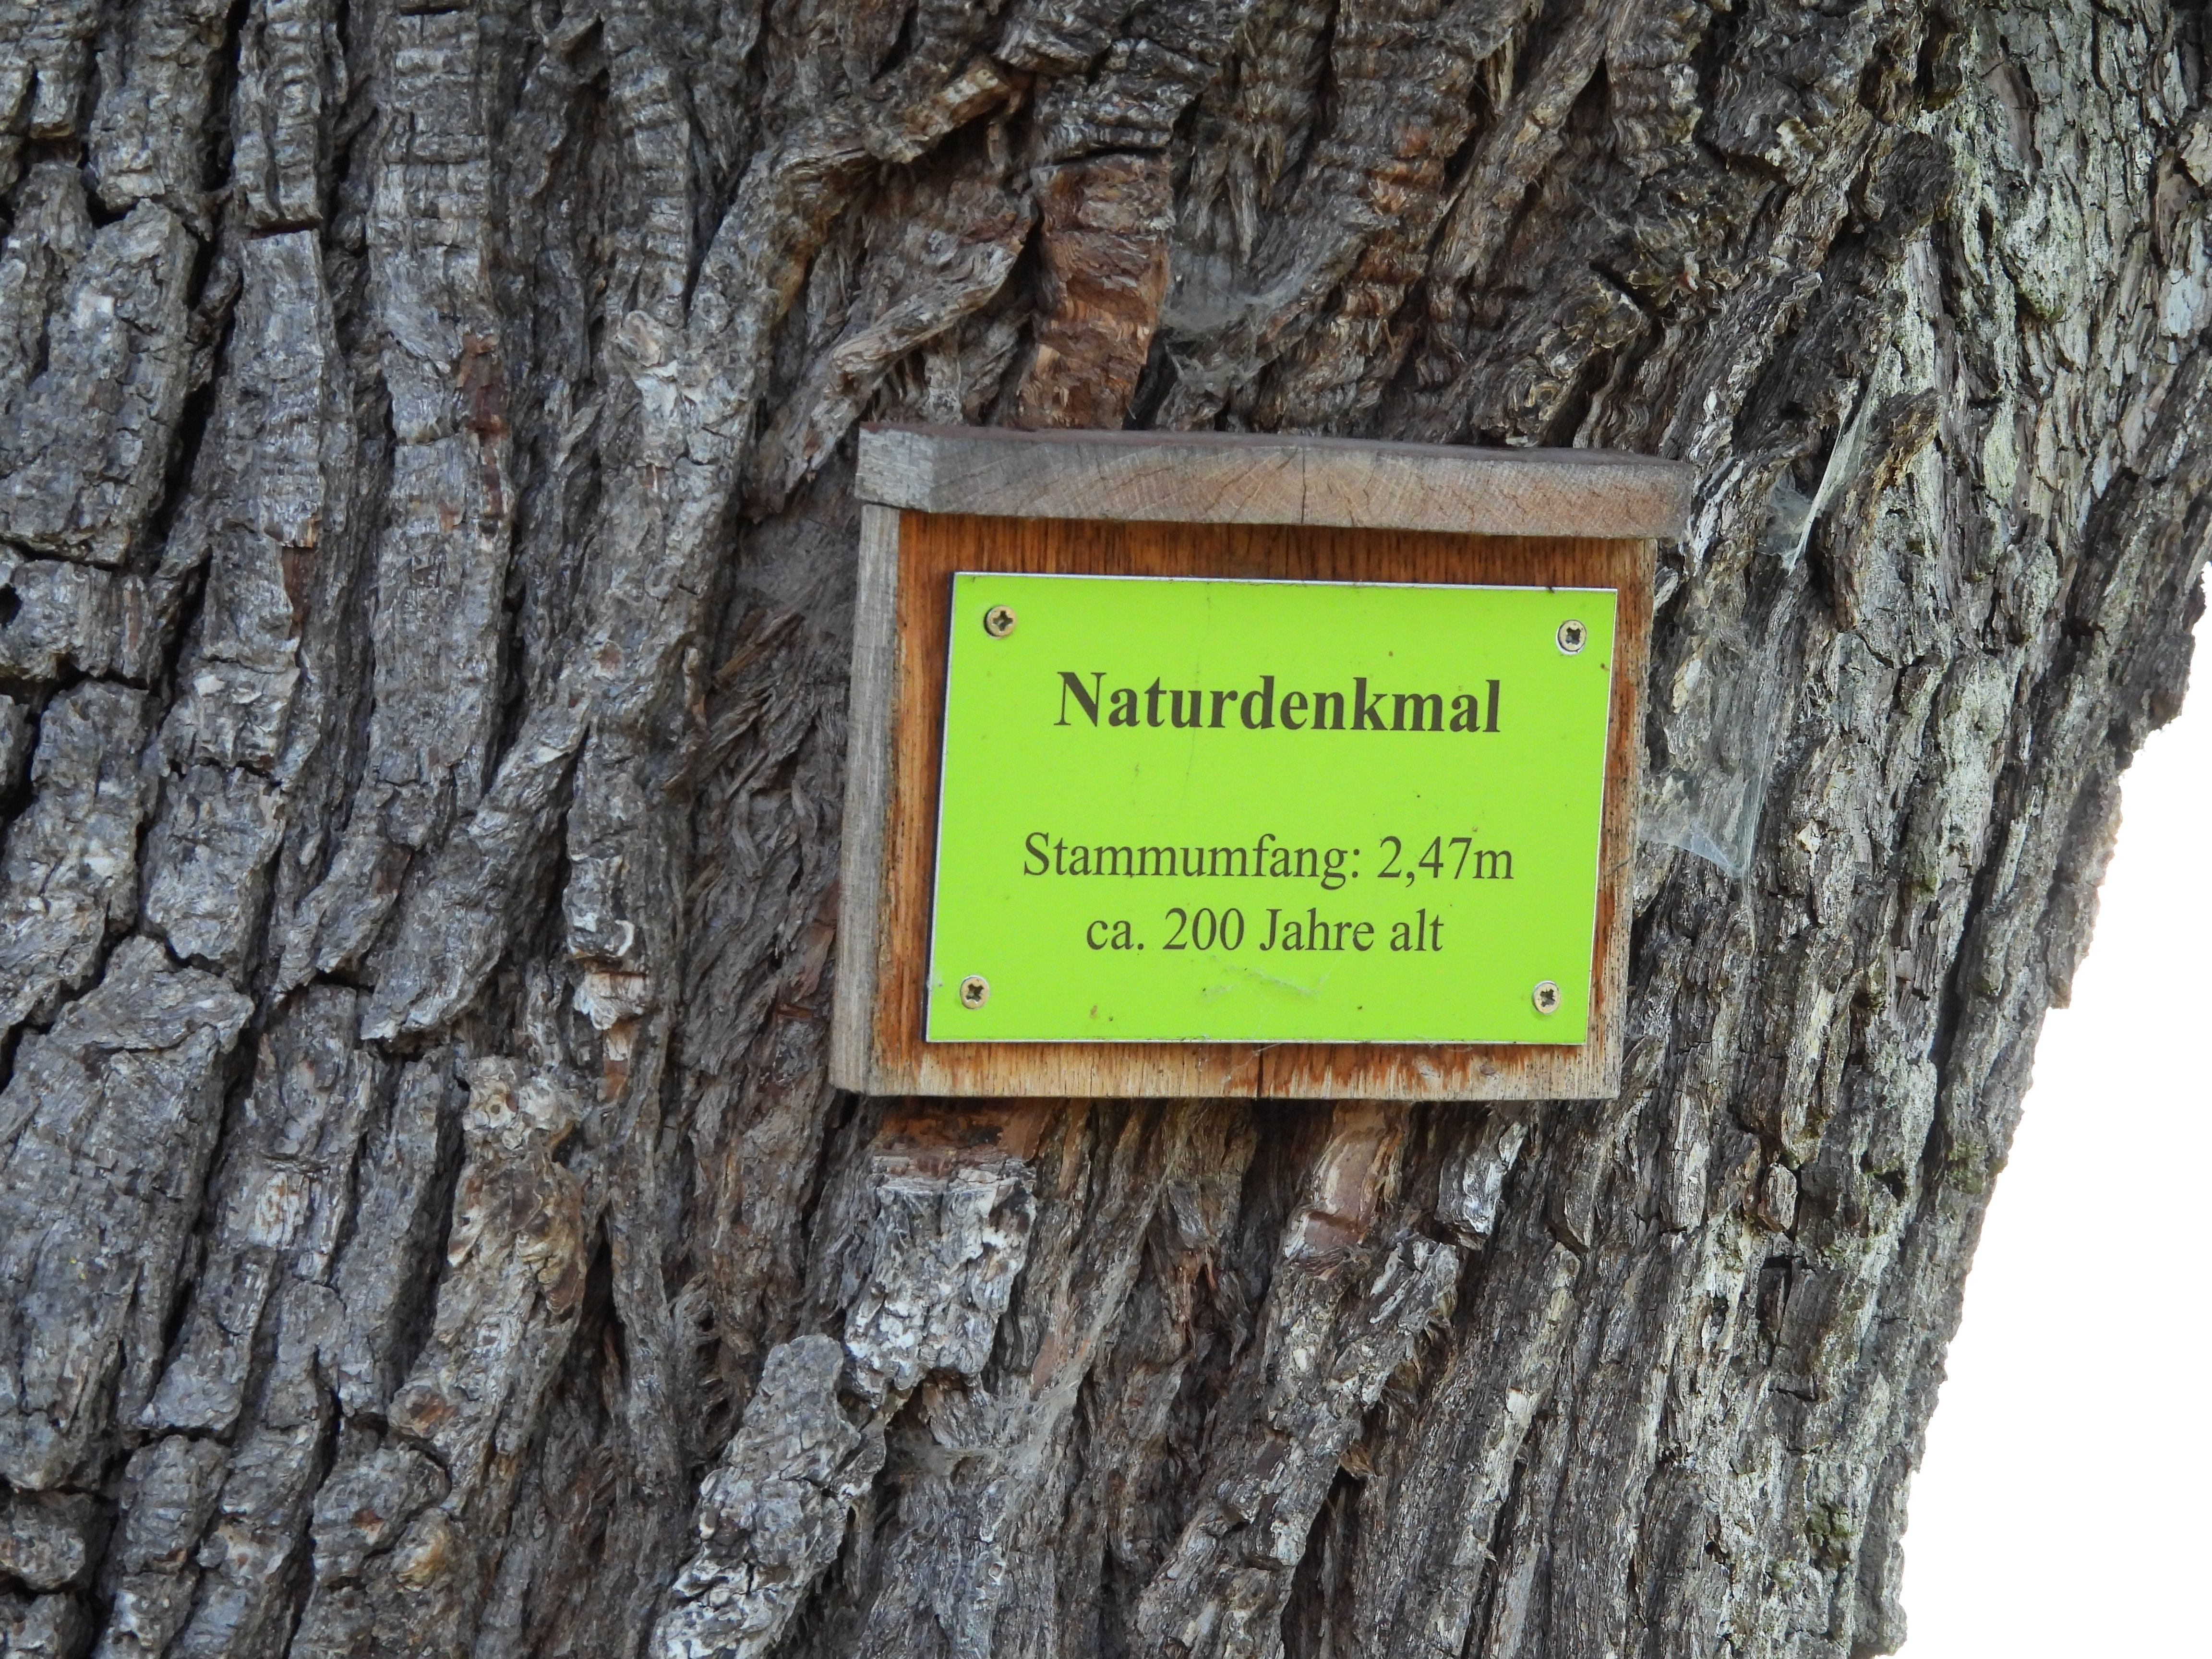 Naturdenkmal
Stammumfang: 2,47m
ca. 200 Jahre alt